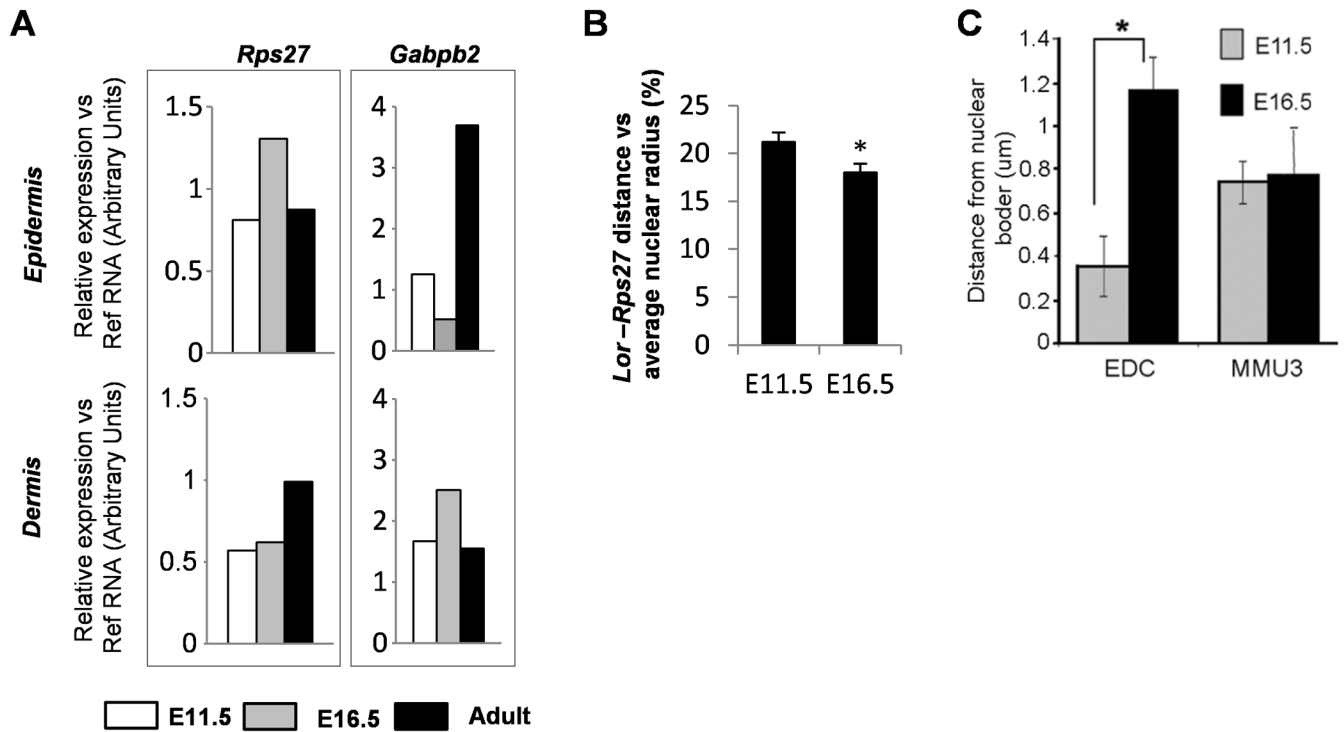 A
Rps27
Gabpb2
Epidermis
Relative expression vs
Ref RNA (Arbitrary Units)
1.5
1
0.5
0
4
3
2
1
0
Dermis
Relative expression vs
Ref RNA (Arbitrary Units)
1.5
1
0.5
0
4
3
2
1
0
E11.5
E16.5
Adult
B
Lor–Rps27 distance vs
average nuclear radius (%)
25
20
15
10
5
0
*
E11.5
E16.5
C
Distance from nuclear
boder (um)
1.4
1.2
1
0.8
0.6
0.4
0.2
0
*
E11.5
E16.5
EDC
MMU3